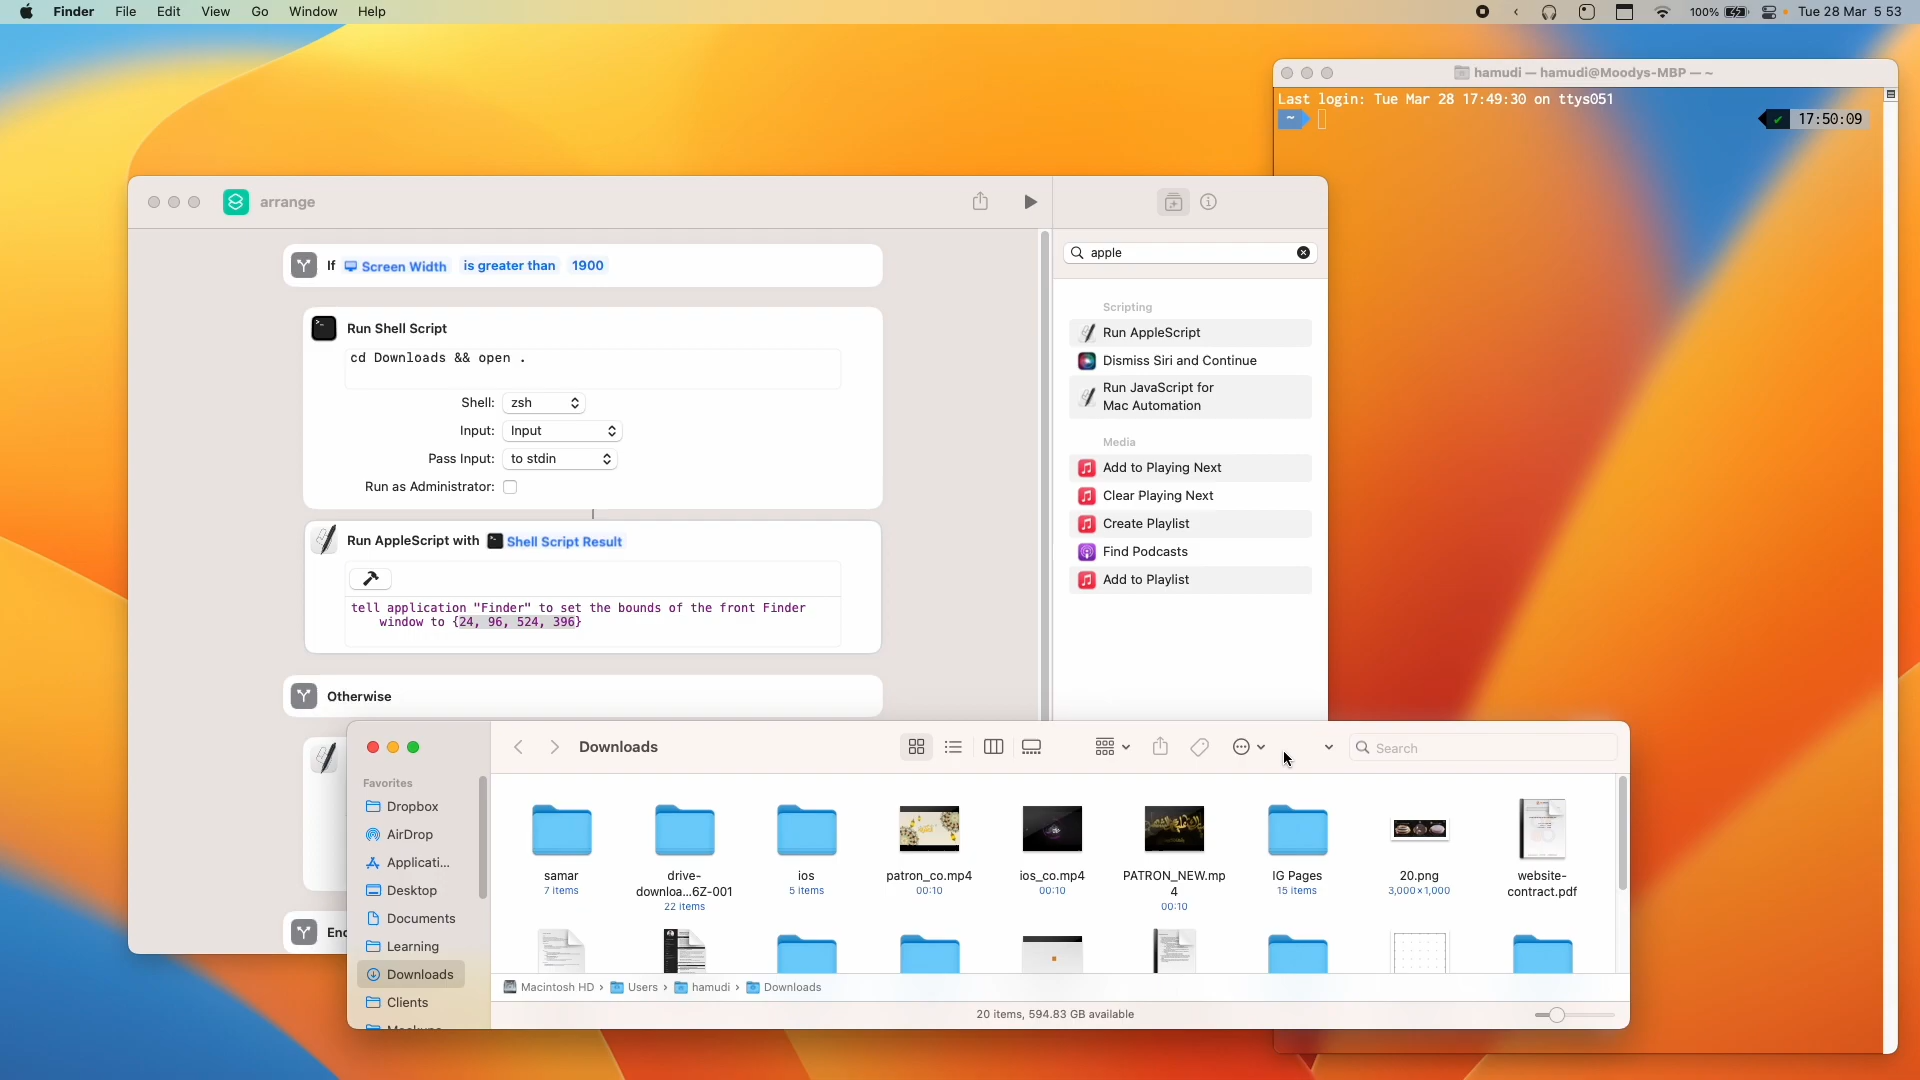 Finder File Edit View Go Window Help
100% Tue 28 Mar 5 53
hamudi — hamudi@Moodys-MBP — ~
Last login: Tue Mar 28 17:49:30 on ttys051
~ ✔ 17:50:09
arrange
If Screen Width is greater than 1900
Run Shell Script
cd Downloads && open .
Shell: zsh
Input: Input
Pass Input: to stdin
Run as Administrator:
Run AppleScript with Shell Script Result
tell application "Finder" to set the bounds of the front Finder
window to {24, 96, 524, 396}
Otherwise
apple
Scripting
Run AppleScript
Dismiss Siri and Continue
Run JavaScript for
Mac Automation
Media
Add to Playing Next
Clear Playing Next
Create Playlist
Find Podcasts
Add to Playlist
Downloads
Search
Favorites
Dropbox
AirDrop
Applicati...
Desktop
Documents
Learning
Downloads
Clients
samar
7 items
drive-
downloa...6Z-001
22 items
ios
5 items
patron_co.mp4
00:10
ios_co.mp4
00:10
PATRON_NEW.mp
4
00:10
IG Pages
15 items
20.png
3,000×1,000
website-
contract.pdf
Macintosh HD › Users › hamudi › Downloads
20 items, 594.83 GB available